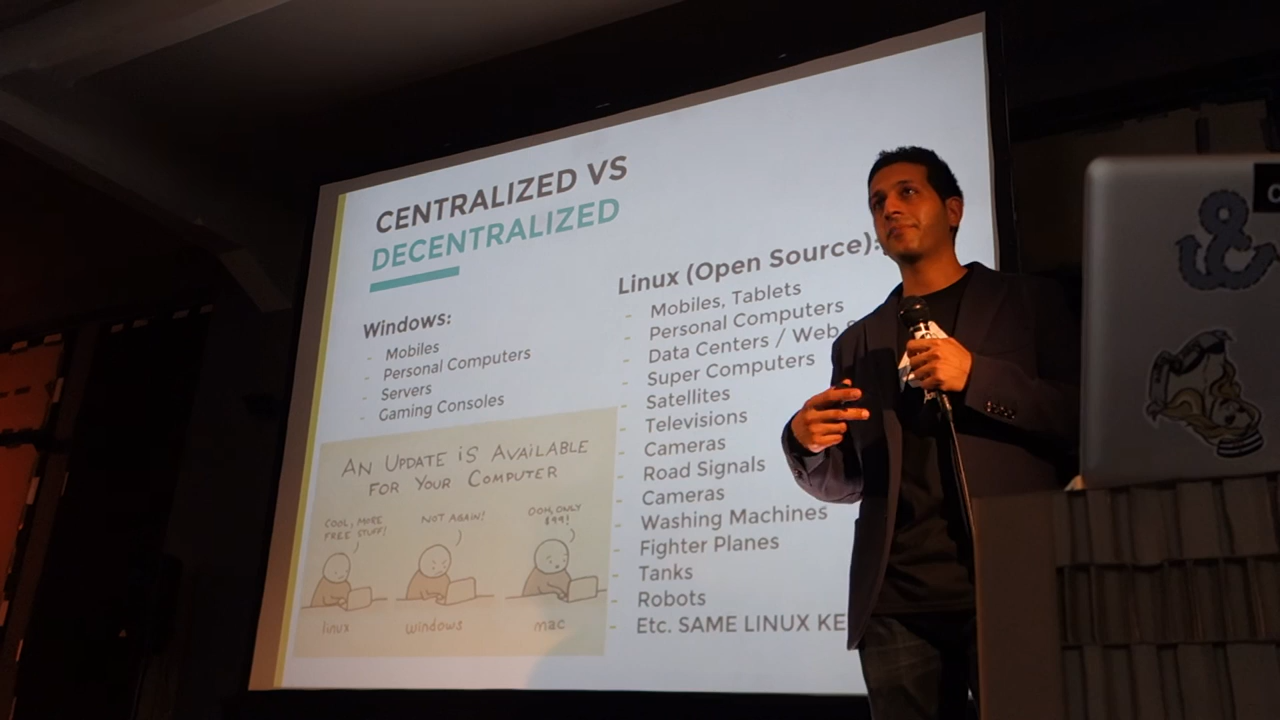 CENTRALIZED VS
DECENTRALIZED
Windows:
- Mobiles
- Personal Computers
- Servers
- Gaming Consoles
AN UPDATE IS AVAILABLE
FOR YOUR COMPUTER
COOL, MORE
FREE STUFF!
NOT AGAIN!
OOH, ONLY
$99!
linux
windows
mac
Linux (Open Source):
- Mobiles, Tablets
- Personal Computers
- Data Centers / Web
- Super Computers
- Satellites
- Televisions
- Cameras
- Road Signals
- Cameras
- Washing Machines
- Fighter Planes
- Tanks
- Robots
- Etc. SAME LINUX KE